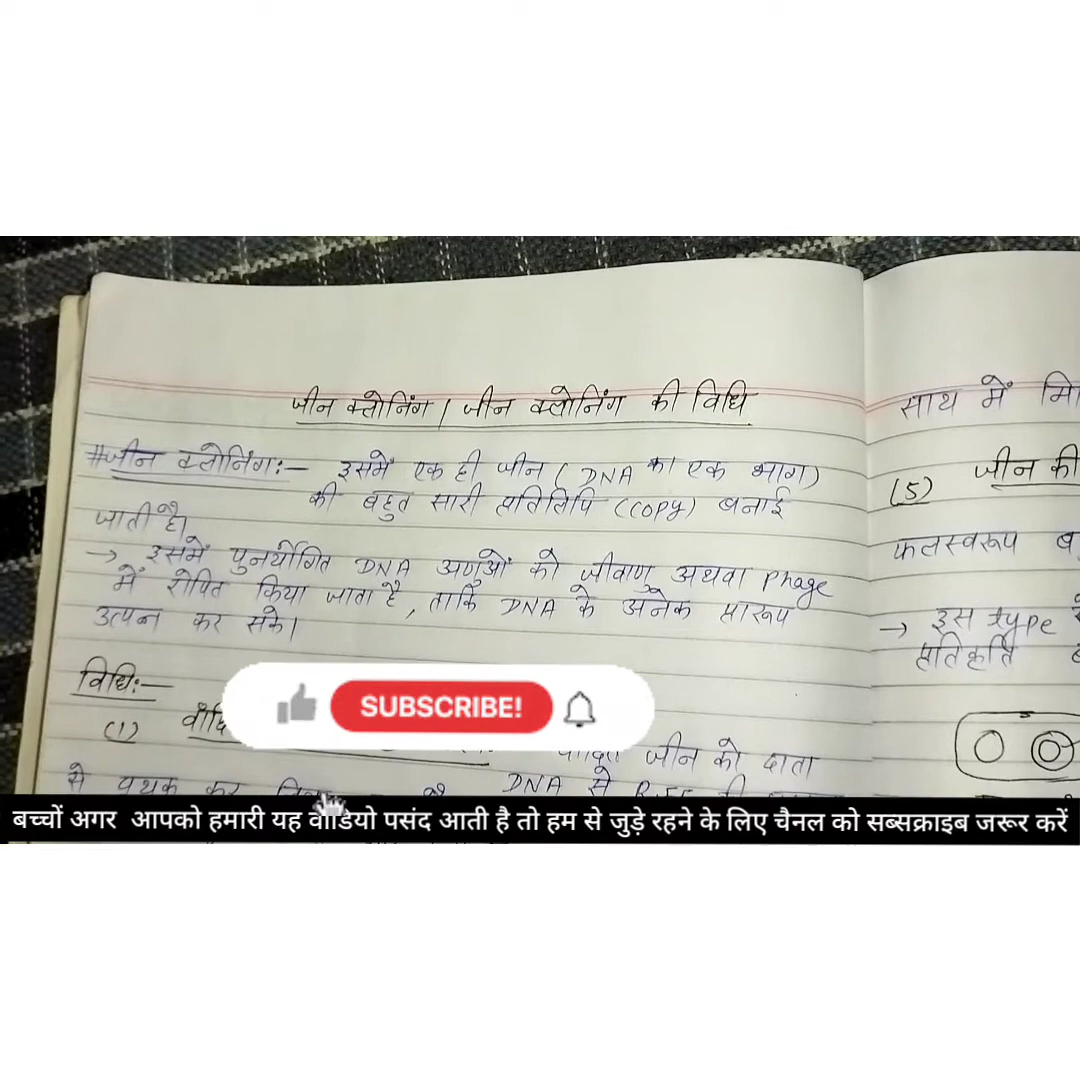 जीन क्लोनिंग / जीन क्लोनिंग की विधि
#जीन क्लोनिंग:- इसमें एक ही जीन ( DNA का एक भाग)
की बहुत सारी प्रतिलिपि (copy) बनाई
जाती है।
→ इसमें पुनर्योगित DNA अणुओं को जीवाणु अथवा Phage
में रोपित किया जाता है, ताकि DNA के अनेक प्रारूप
उत्पन्न कर सके।
विधि:-
(1)
जीन को दाता
से पृथक कर
DNA से
साथ में
(5) जीन की
फलस्वरूप
→ इस type
प्रतिकृति
SUBSCRIBE!
बच्चों अगर आपको हमारी यह वीडियो पसंद आती है तो हम से जुड़े रहने के लिए चैनल को सब्सक्राइब जरूर करें